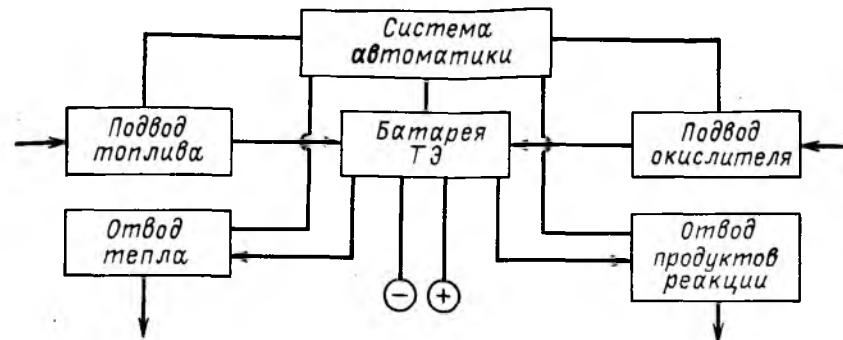 Система
автоматики
Подвод
топлива
Батарея
ТЭ
Подвод
окислителя
Отвод
тепла
Отвод
продуктов
реакции
−
+